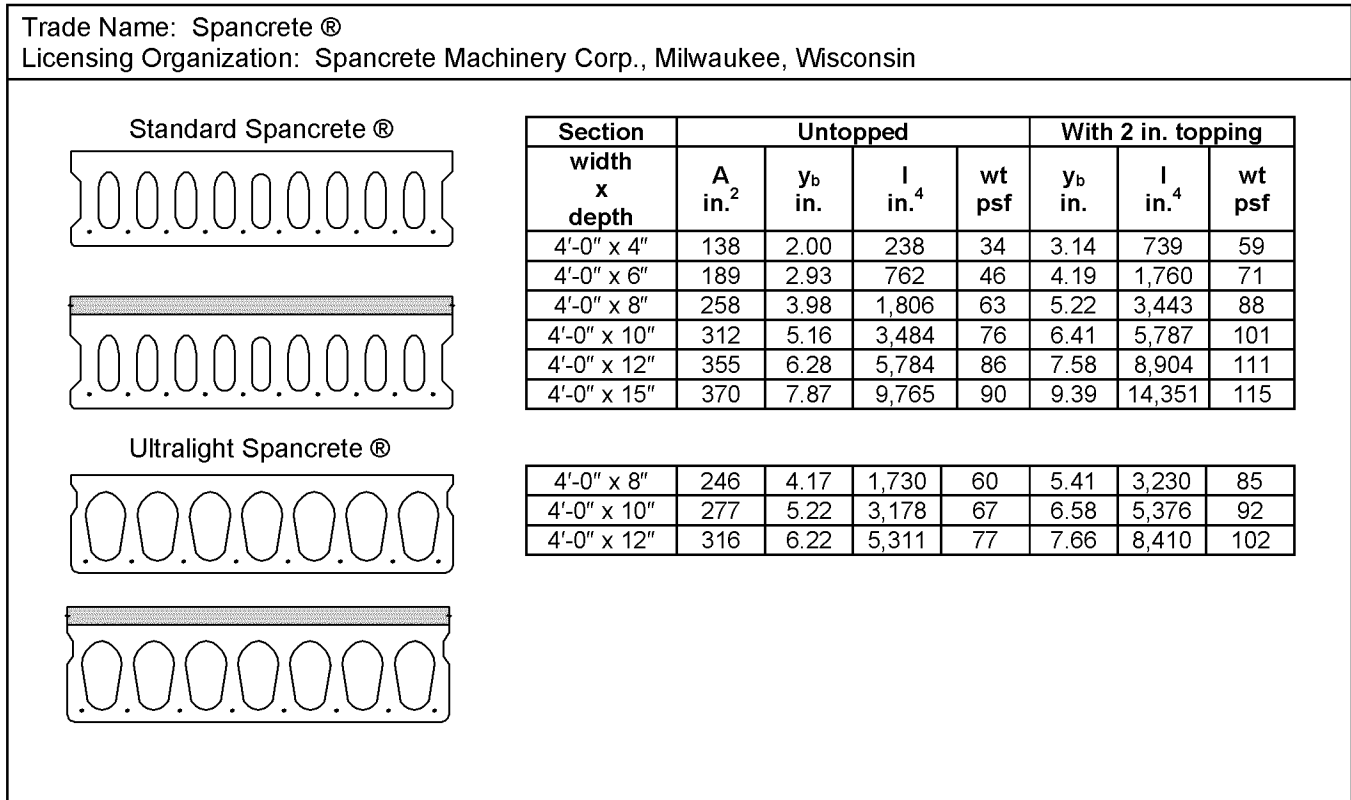 Trade Name: Spancrete ®
Licensing Organization: Spancrete Machinery Corp., Milwaukee, Wisconsin
Standard Spancrete ®
Section Untopped With 2 in. topping
width x depth A in.² yb in. I in.⁴ wt psf yb in. I in.⁴ wt psf
4′-0″ x 4″ 138 2.00 238 34 3.14 739 59
4′-0″ x 6″ 189 2.93 762 46 4.19 1,760 71
4′-0″ x 8″ 258 3.98 1,806 63 5.22 3,443 88
4′-0″ x 10″ 312 5.16 3,484 76 6.41 5,787 101
4′-0″ x 12″ 355 6.28 5,784 86 7.58 8,904 111
4′-0″ x 15″ 370 7.87 9,765 90 9.39 14,351 115
Ultralight Spancrete ®
4′-0″ x 8″ 246 4.17 1,730 60 5.41 3,230 85
4′-0″ x 10″ 277 5.22 3,178 67 6.58 5,376 92
4′-0″ x 12″ 316 6.22 5,311 77 7.66 8,410 102